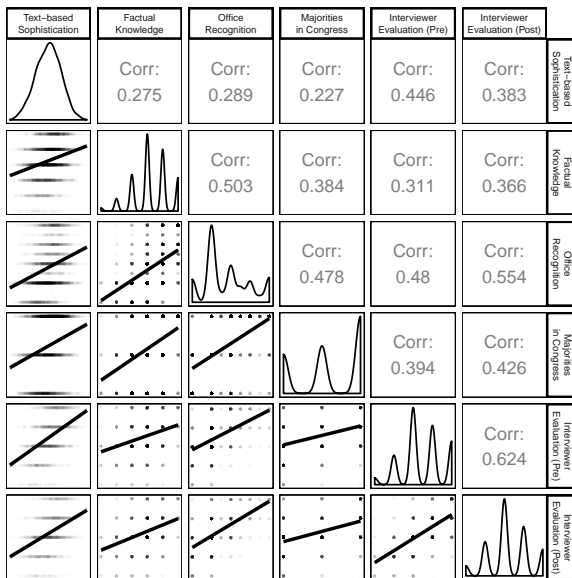 Text−based
Sophistication
Factual
Knowledge
Office
Recognition
Majorities
in Congress
Interviewer
Evaluation (Pre)
Interviewer
Evaluation (Post)
Corr:
0.275
Corr:
0.289
Corr:
0.227
Corr:
0.446
Corr:
0.383
Text−based
Sophistication
Corr:
0.503
Corr:
0.384
Corr:
0.311
Corr:
0.366
Factual
Knowledge
Corr:
0.478
Corr:
0.48
Corr:
0.554
Office
Recognition
Corr:
0.394
Corr:
0.426
Majorities
in Congress
Corr:
0.624
Interviewer
Evaluation (Pre)
Interviewer
Evaluation (Post)